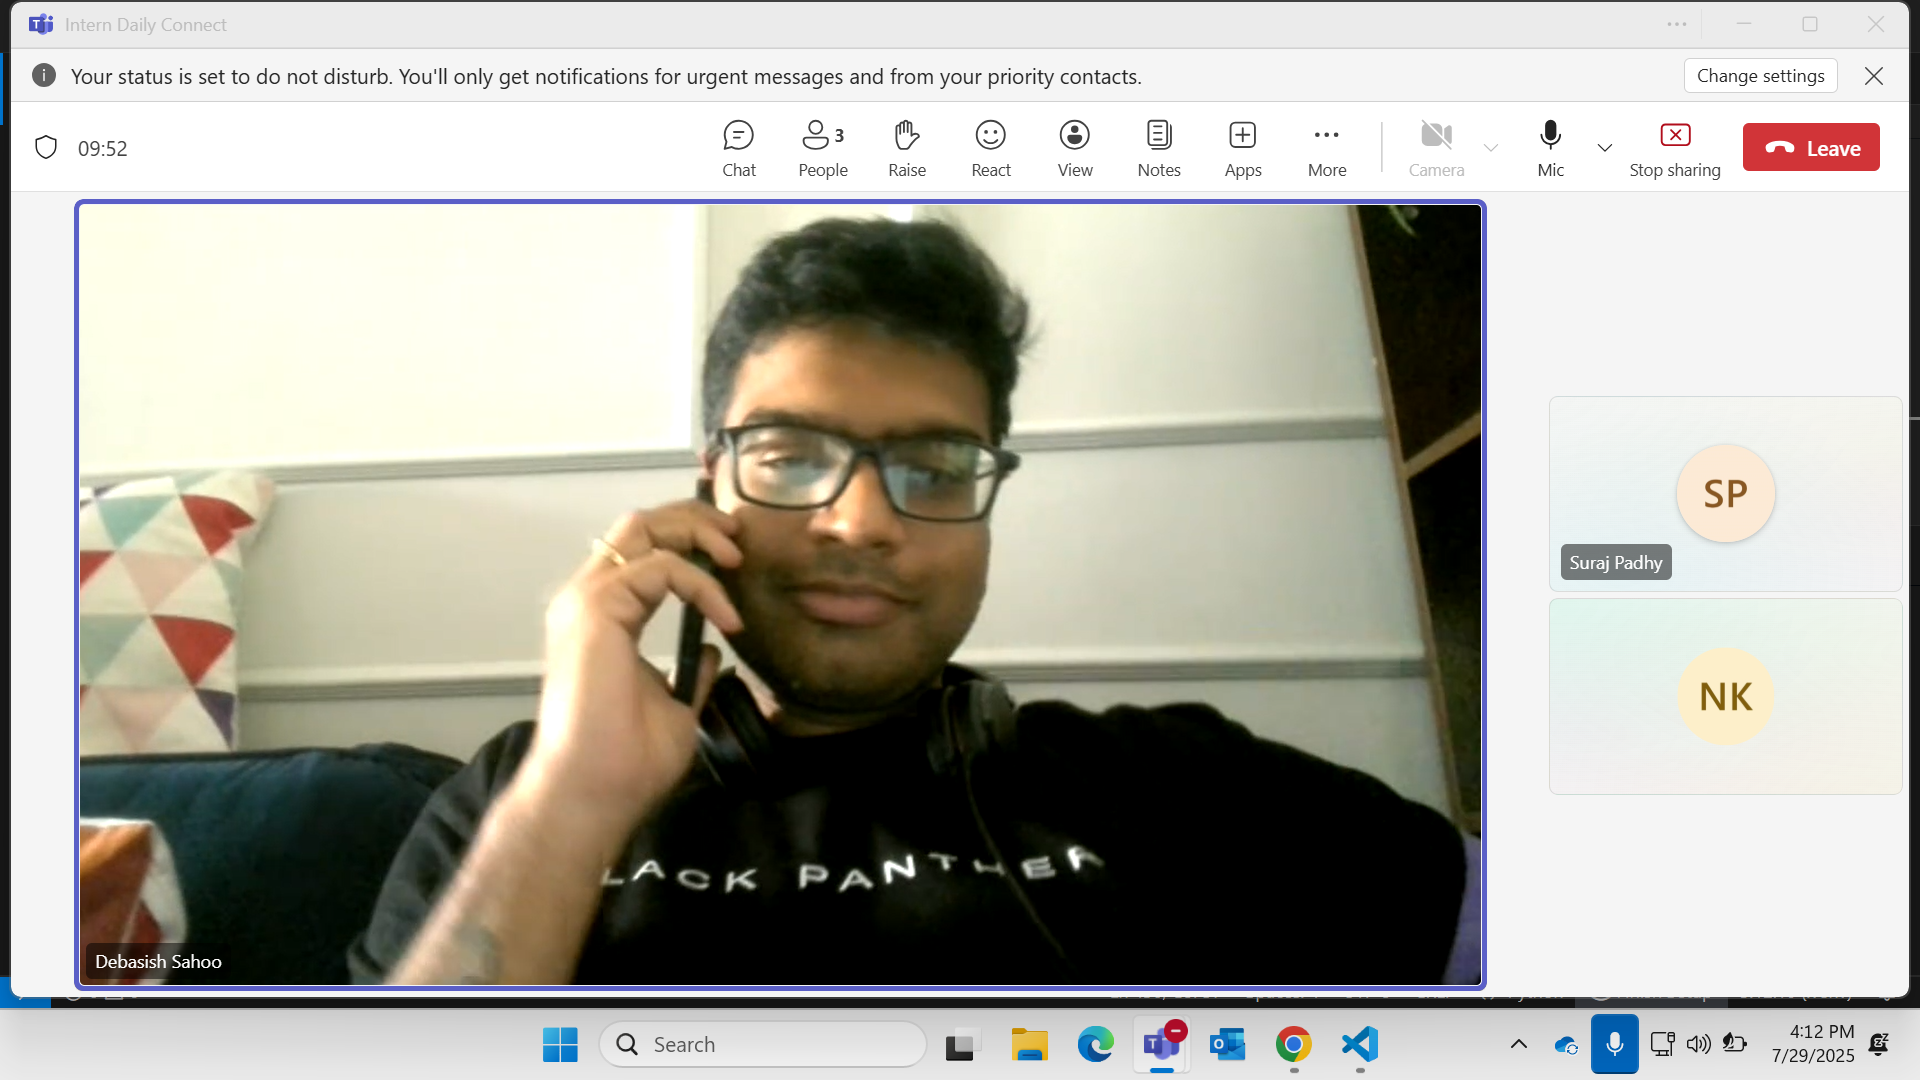 Intern Daily Connect
Your status is set to do not disturb. You'll only get notifications for urgent messages and from your priority contacts.
Change settings
09:52
3
Chat
People
Raise
React
View
Notes
Apps
More
Camera
Mic
Stop sharing
Leave
LACK PANTHER
Debasish Sahoo
SP
Suraj Padhy
NK
Search
4:12 PM
7/29/2025